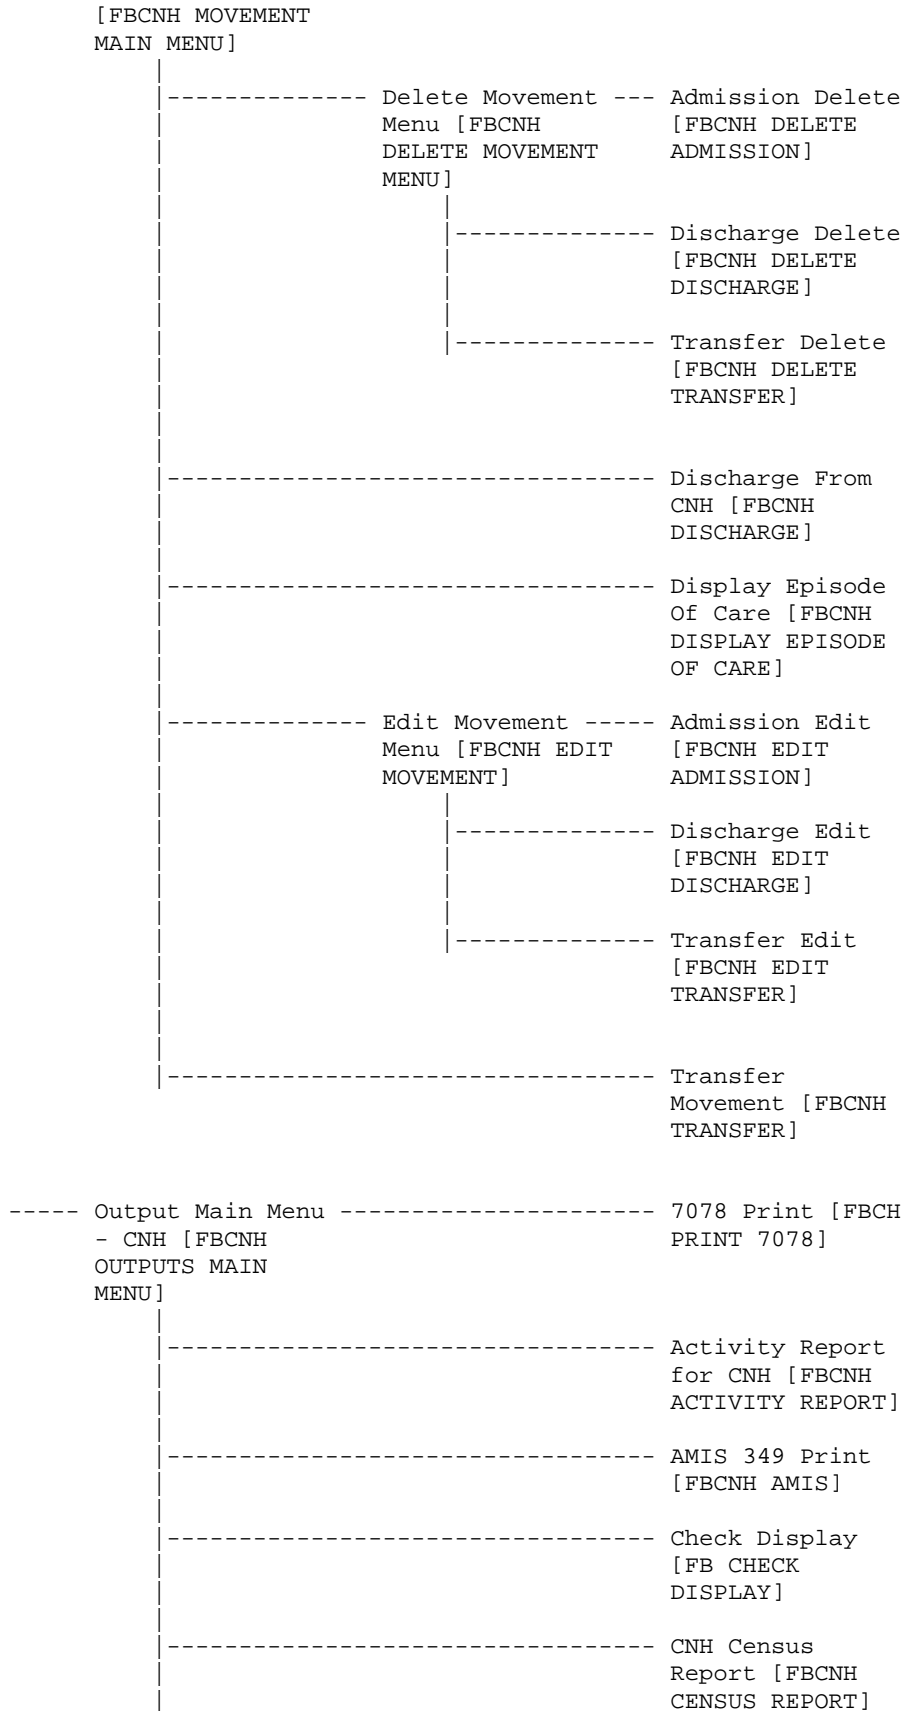 [FBCNH MOVEMENT
MAIN MENU]
|
|-------------- Delete Movement --- Admission Delete
| Menu [FBCNH [FBCNH DELETE
| DELETE MOVEMENT ADMISSION]
| MENU]
| |
| |-------------- Discharge Delete
| | [FBCNH DELETE
| | DISCHARGE]
| |
| |-------------- Transfer Delete
| [FBCNH DELETE
| TRANSFER]
|
|
|---------------------------------- Discharge From
| CNH [FBCNH
| DISCHARGE]
|
|---------------------------------- Display Episode
| Of Care [FBCNH
| DISPLAY EPISODE
| OF CARE]
|
|-------------- Edit Movement ----- Admission Edit
| Menu [FBCNH EDIT [FBCNH EDIT
| MOVEMENT] ADMISSION]
| |
| |-------------- Discharge Edit
| | [FBCNH EDIT
| | DISCHARGE]
| |
| |-------------- Transfer Edit
| [FBCNH EDIT
| TRANSFER]
|
|
|---------------------------------- Transfer
Movement [FBCNH
TRANSFER]
----- Output Main Menu ---------------------- 7078 Print [FBCH
- CNH [FBCNH PRINT 7078]
OUTPUTS MAIN
MENU]
|
|---------------------------------- Activity Report
| for CNH [FBCNH
| ACTIVITY REPORT]
|
|---------------------------------- AMIS 349 Print
| [FBCNH AMIS]
|
|---------------------------------- Check Display
| [FB CHECK
| DISPLAY]
|
|---------------------------------- CNH Census
| Report [FBCNH
| CENSUS REPORT]